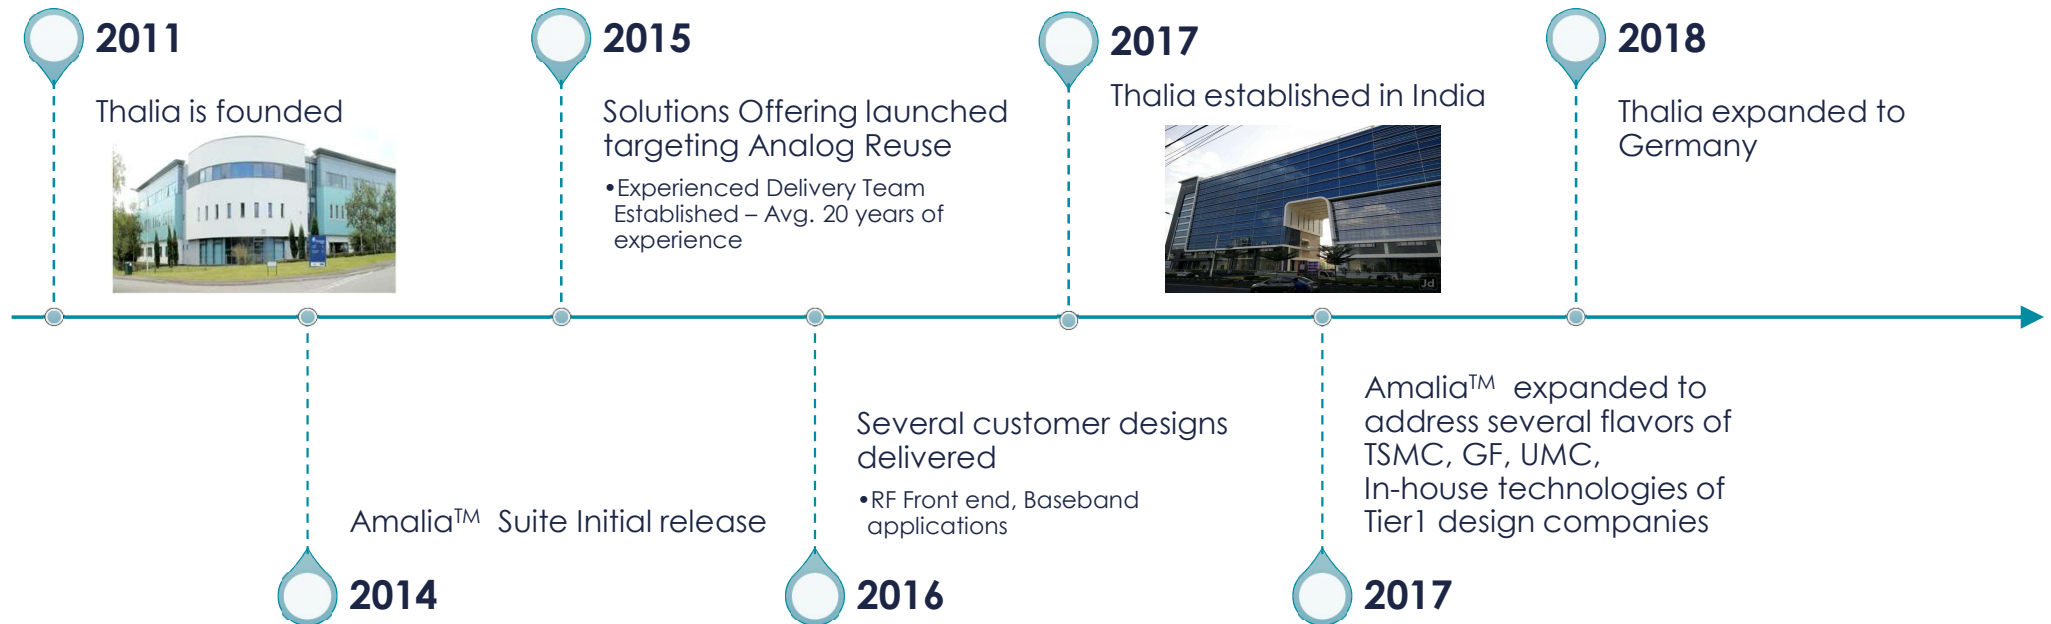 2011
Thalia is founded
2014
Amalia™ Suite Initial release
2015
Solutions Offering launched
targeting Analog Reuse
•Experienced Delivery Team
Established – Avg. 20 years of
experience
2016
Several customer designs
delivered
•RF Front end, Baseband
applications
2017
Thalia established in India
Jd
2017
Amalia™ expanded to
address several flavors of
TSMC, GF, UMC,
In-house technologies of
Tier1 design companies
2018
Thalia expanded to
Germany